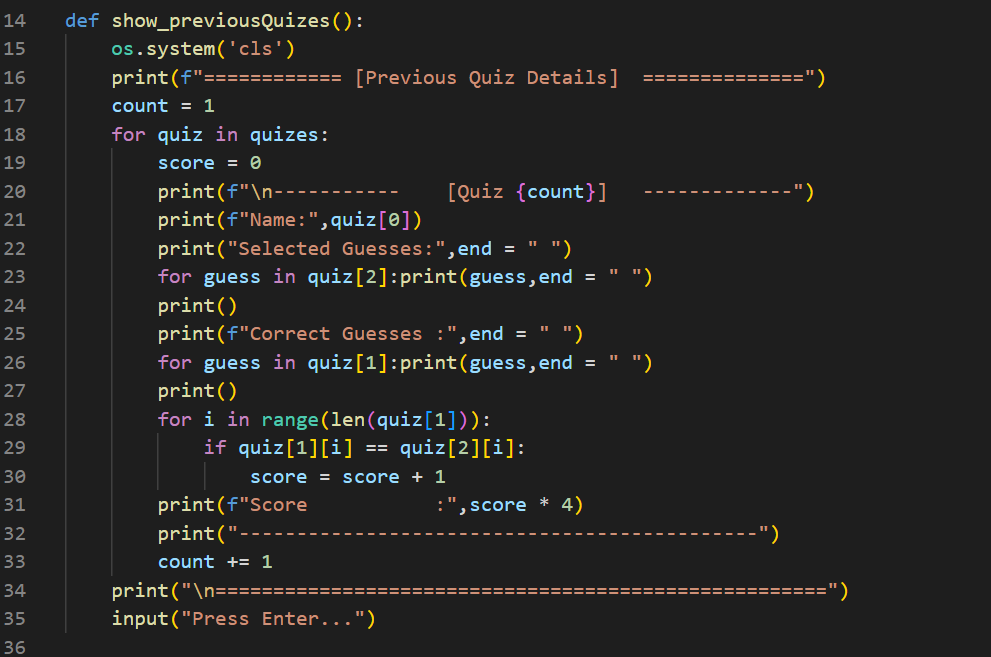 14 def show_previousQuizes():
15     os.system('cls')
16     print(f"============ [Previous Quiz Details]  ==============")
17     count = 1
18     for quiz in quizes:
19         score = 0
20         print(f"\n-----------    [Quiz {count}]   -------------")
21         print(f"Name:",quiz[0])
22         print("Selected Guesses:",end = " ")
23         for guess in quiz[2]:print(guess,end = " ")
24         print()
25         print(f"Correct Guesses :",end = " ")
26         for guess in quiz[1]:print(guess,end = " ")
27         print()
28         for i in range(len(quiz[1])):
29             if quiz[1][i] == quiz[2][i]:
30                 score = score + 1
31         print(f"Score           :",score * 4)
32         print("---------------------------------------------")
33         count += 1
34     print("\n=====================================================")
35     input("Press Enter...")
36